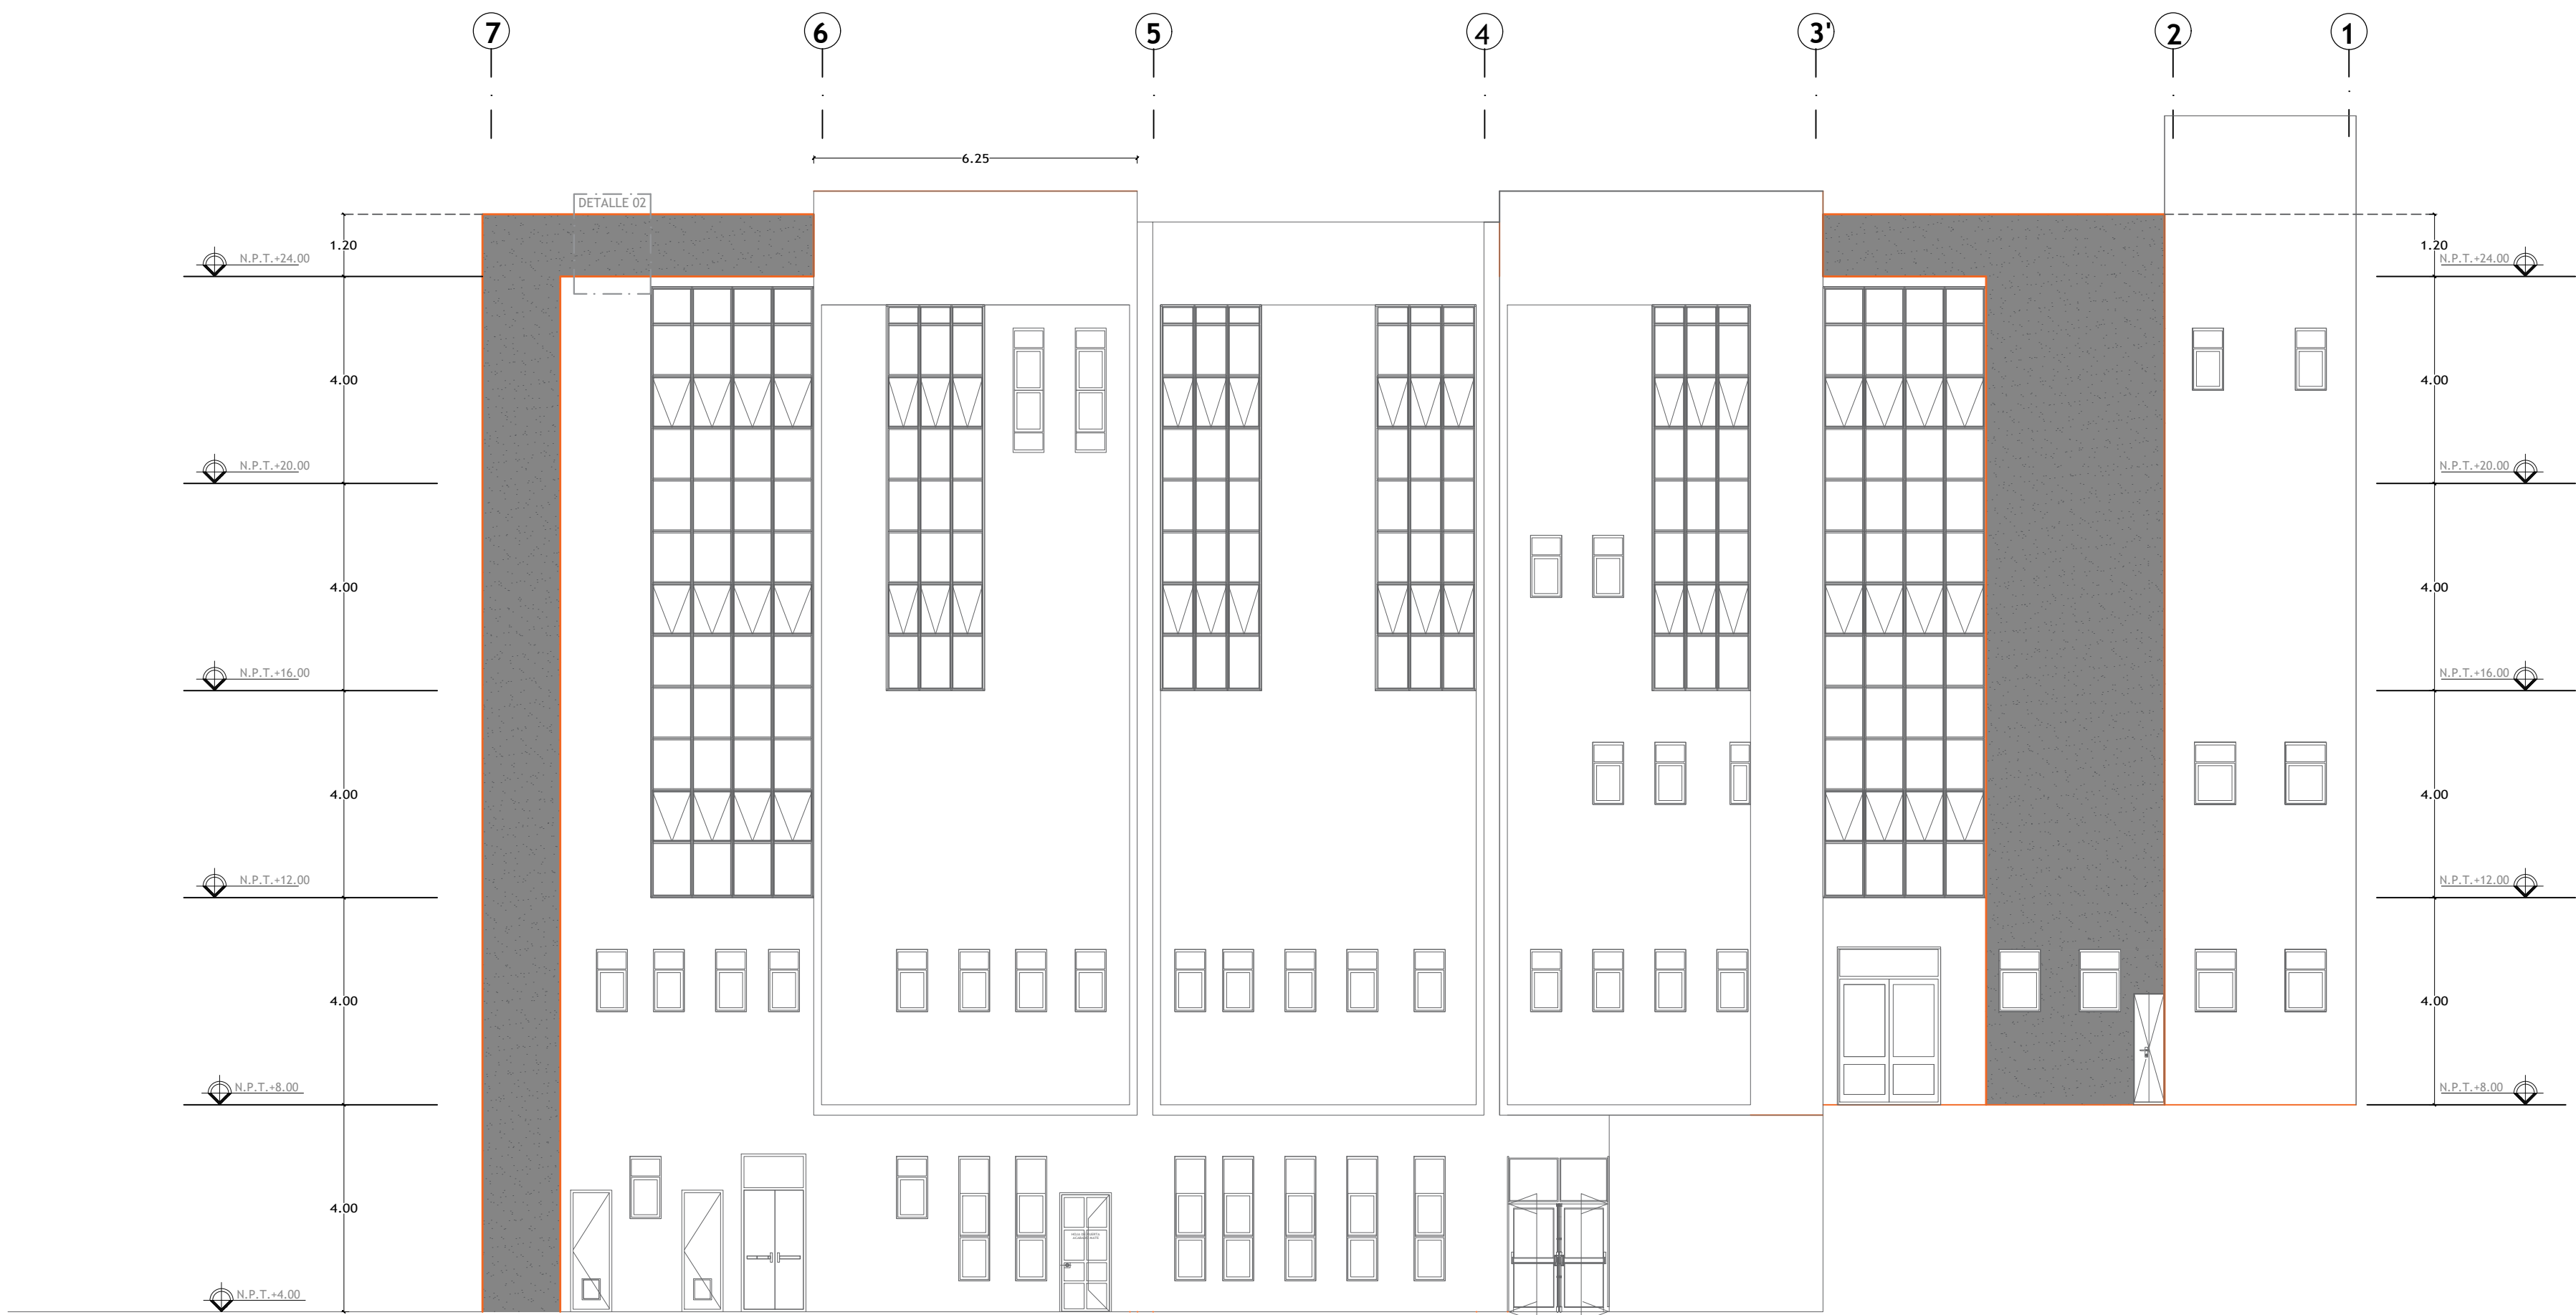 7 6 5 4 3' 2 1
6.25
DETALLE 02
1.20 1.20
N.P.T.+24.00 N.P.T.+24.00
4.00 4.00
N.P.T.+20.00 N.P.T.+20.00
4.00 4.00
N.P.T.+16.00 N.P.T.+16.00
4.00 4.00
N.P.T.+12.00 N.P.T.+12.00
4.00 4.00
N.P.T.+8.00 N.P.T.+8.00
4.00
N.P.T.+4.00